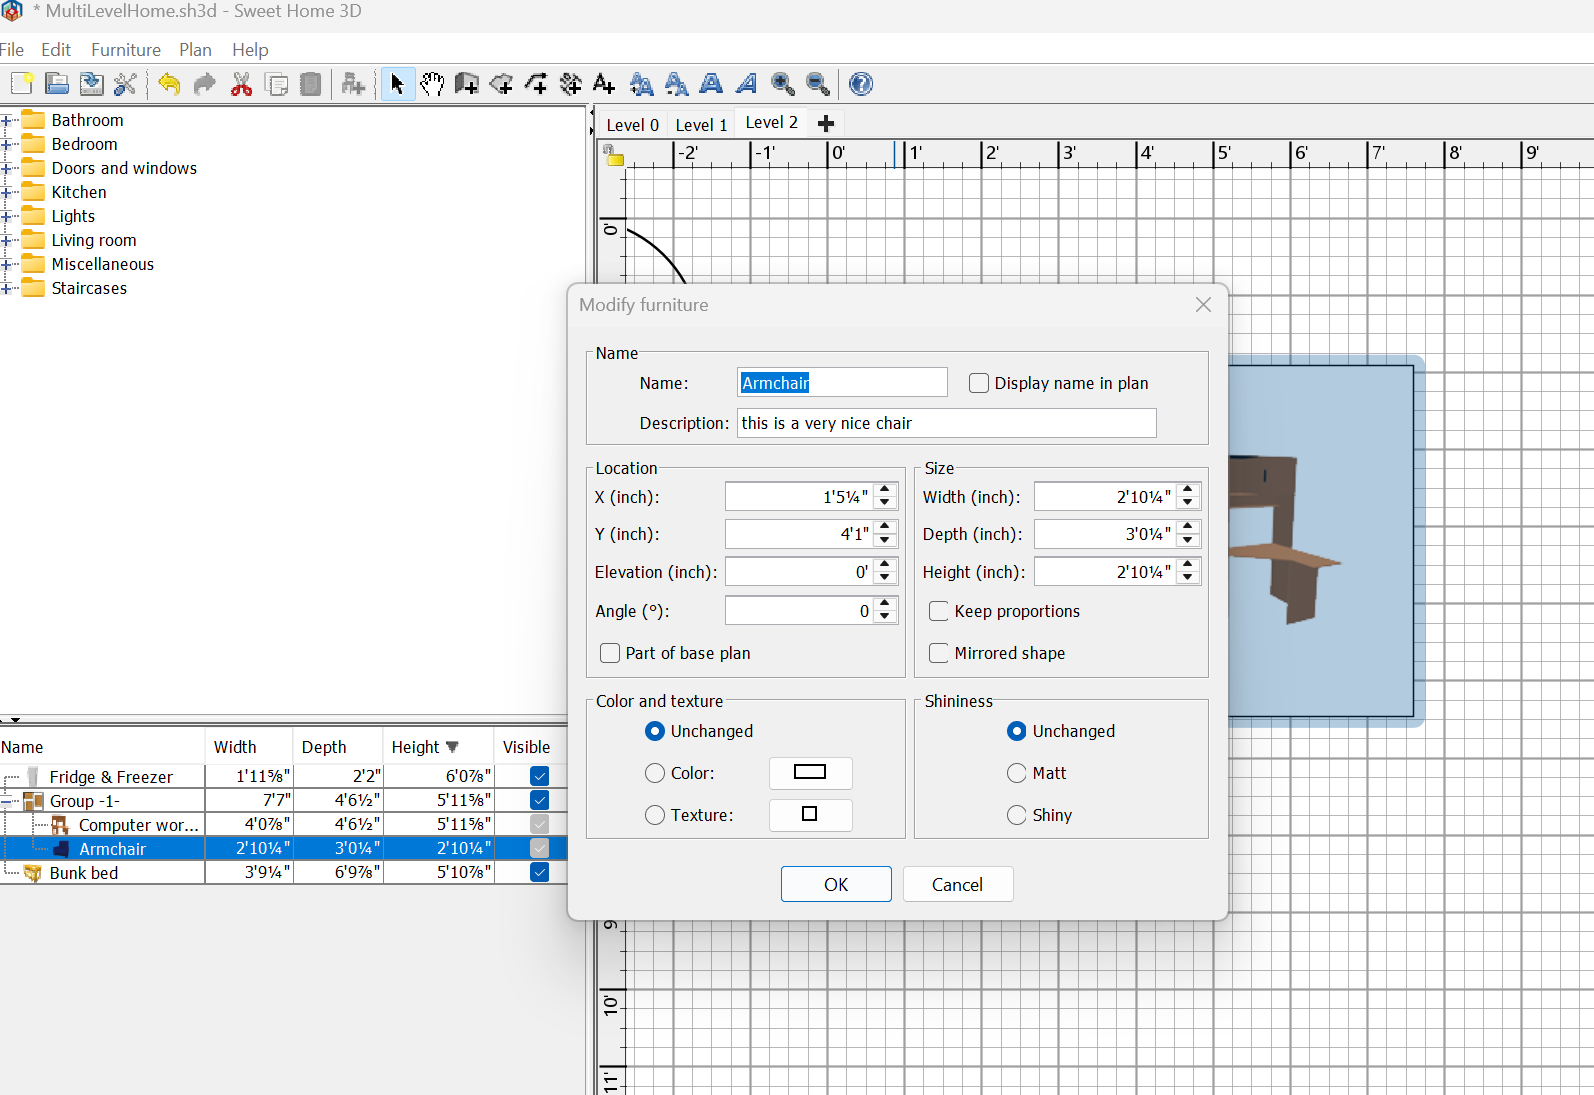 * MultiLevelHome.sh3d - Sweet Home 3D
File Edit Furniture Plan Help
Bathroom
Bedroom
Doors and windows
Kitchen
Lights
Living room
Miscellaneous
Staircases
Level 0 Level 1 Level 2
-2' -1' 0' 1' 2' 3' 4' 5' 6' 7' 8' 9'
0'
Modify furniture
Name
Name: Armchair Display name in plan
Description: this is a very nice chair
Location
X (inch): 1'5¼"
Y (inch): 4'1"
Elevation (inch): 0'
Angle (°): 0
Part of base plan
Size
Width (inch): 2'10¼"
Depth (inch): 3'0¼"
Height (inch): 2'10¼"
Keep proportions
Mirrored shape
Color and texture
Unchanged
Color:
Texture:
Shininess
Unchanged
Matt
Shiny
OK Cancel
Name Width Depth Height Visible
Fridge & Freezer 1'11⅝" 2'2" 6'0⅞"
Group -1- 7'7" 4'6½" 5'11⅝"
Computer wor... 4'0⅞" 4'6½" 5'11⅝"
Armchair 2'10¼" 3'0¼" 2'10¼"
Bunk bed 3'9¼" 6'9⅞" 5'10⅞"
9'
10'
11'